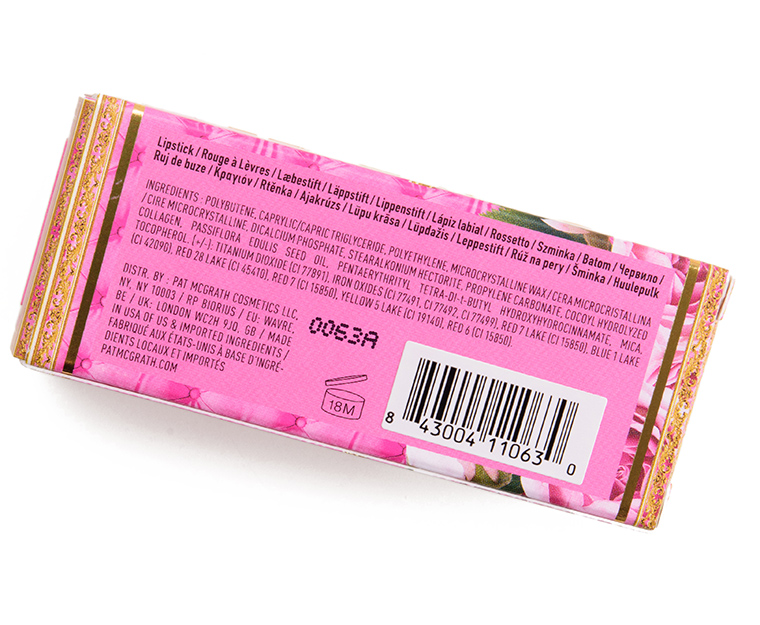 Lipstick / Rouge à Lèvres / Læbestift / Läppstift / Lippenstift / Lápiz labial / Rossetto / Szminka / Batom / Червило /
Ruj de buze / Κραγιόν / Rtěnka / Ajakrúzs / Lūpu krāsa / Lūpdažis / Leppestift / Rúž na pery / Šminka / Huulepulk
INGREDIENTS : POLYBUTENE, CAPRYLIC/CAPRIC TRIGLYCERIDE, POLYETHYLENE, MICROCRYSTALLINE WAX / CERA MICROCRISTALLINA
/ CIRE MICROCRYSTALLINE, DICALCIUM PHOSPHATE, STEARALKONIUM HECTORITE, PROPYLENE CARBONATE, COCOYL HYDROLYZED
COLLAGEN, PASSIFLORA EDULIS SEED OIL, PENTAERYTHRITYL TETRA-DI-t-BUTYL HYDROXYHYDROCINNAMATE, MICA,
TOCOPHEROL. (+/-): TITANIUM DIOXIDE (CI 77891), IRON OXIDES (CI 77491, CI 77492, CI 77499), RED 7 LAKE (CI 15850), BLUE 1 LAKE
(CI 42090), RED 28 LAKE (CI 45410), RED 7 (CI 15850), YELLOW 5 LAKE (CI 19140), RED 6 (CI 15850).
DISTR. BY : PAT MCGRATH COSMETICS LLC,
NY, NY 10003 / RP BIORIUS / EU: WAVRE,
BE / UK: LONDON WC2H 9JQ, GB / MADE
IN USA OF US & IMPORTED INGREDIENTS /
FABRIQUÉ AUX ÉTATS-UNIS À BASE D'INGRÉ-
DIENTS LOCAUX ET IMPORTÉS
PATMCGRATH.COM
0063A
18M
8 43004 11063 0